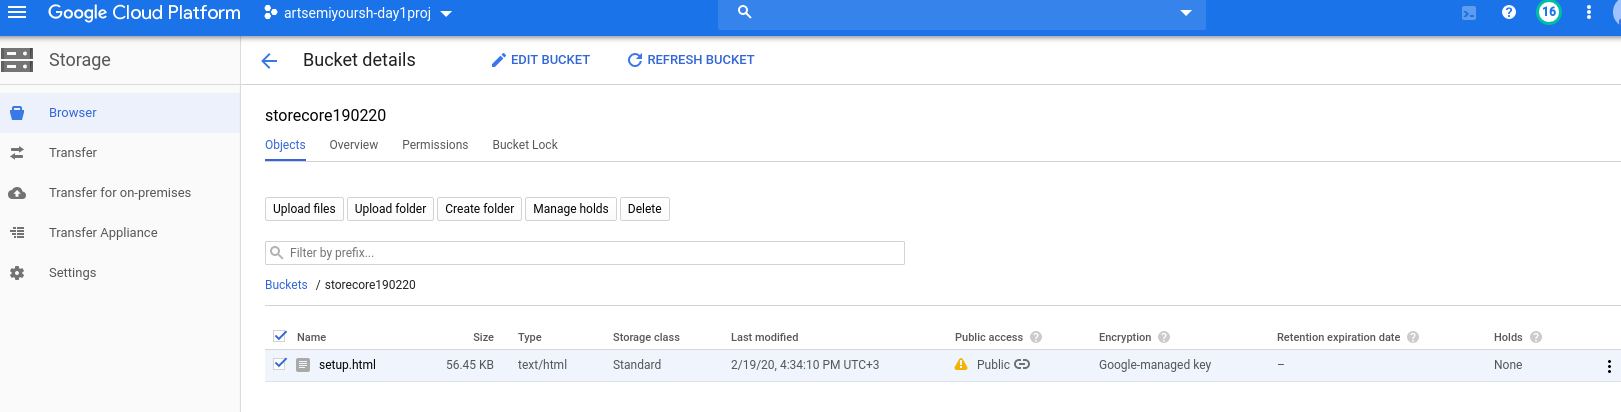 Google Cloud Platform artsemiyoursh-day1proj 16
Storage Bucket details EDIT BUCKET REFRESH BUCKET
Browser
Transfer
Transfer for on-premises
Transfer Appliance
Settings
storecore190220
Objects Overview Permissions Bucket Lock
Upload files Upload folder Create folder Manage holds Delete
Filter by prefix...
Buckets / storecore190220
Name Size Type Storage class Last modified Public access Encryption Retention expiration date Holds
setup.html 56.45 KB text/html Standard 2/19/20, 4:34:10 PM UTC+3 Public Google-managed key – None